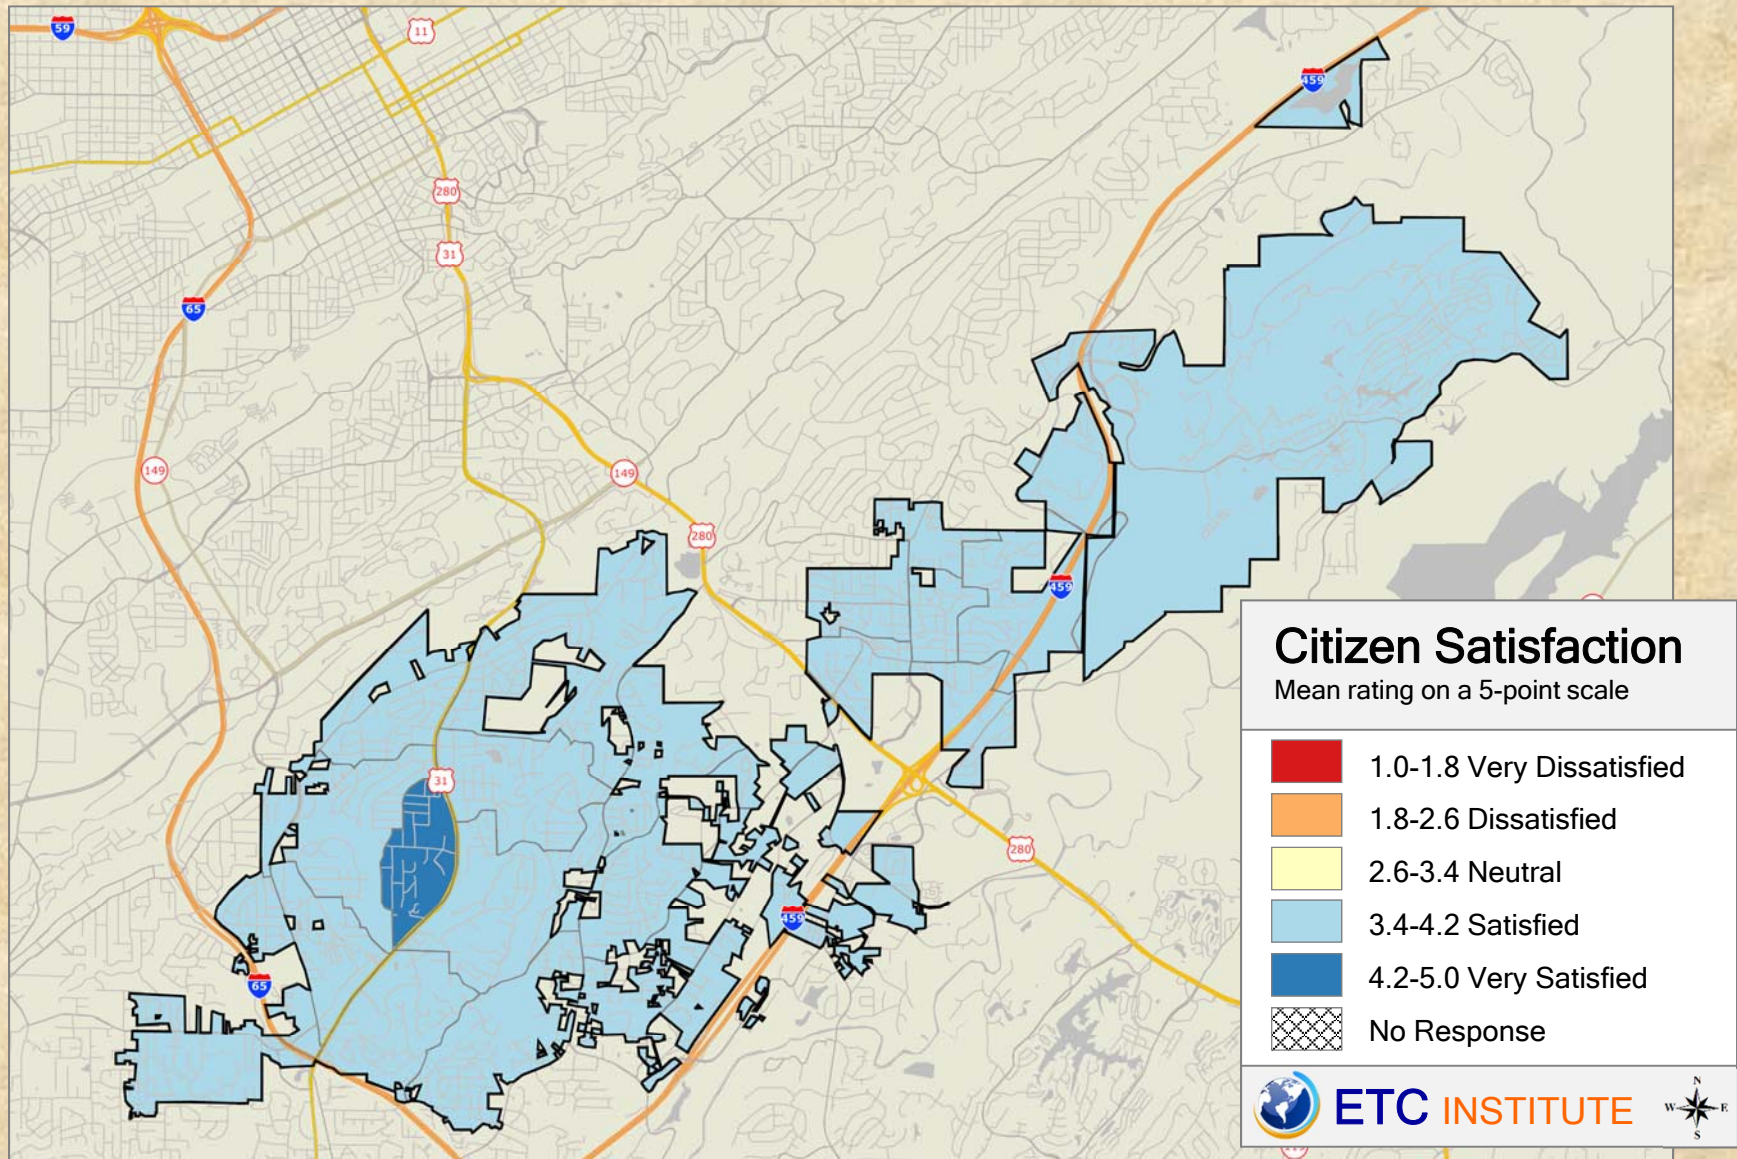 59
11
459
280
31
65
149
149
280
459
31
280
459
65
Citizen Satisfaction
Mean rating on a 5-point scale
1.0-1.8 Very Dissatisfied
1.8-2.6 Dissatisfied
2.6-3.4 Neutral
3.4-4.2 Satisfied
4.2-5.0 Very Satisfied
No Response
ETC INSTITUTE
N
W E
S